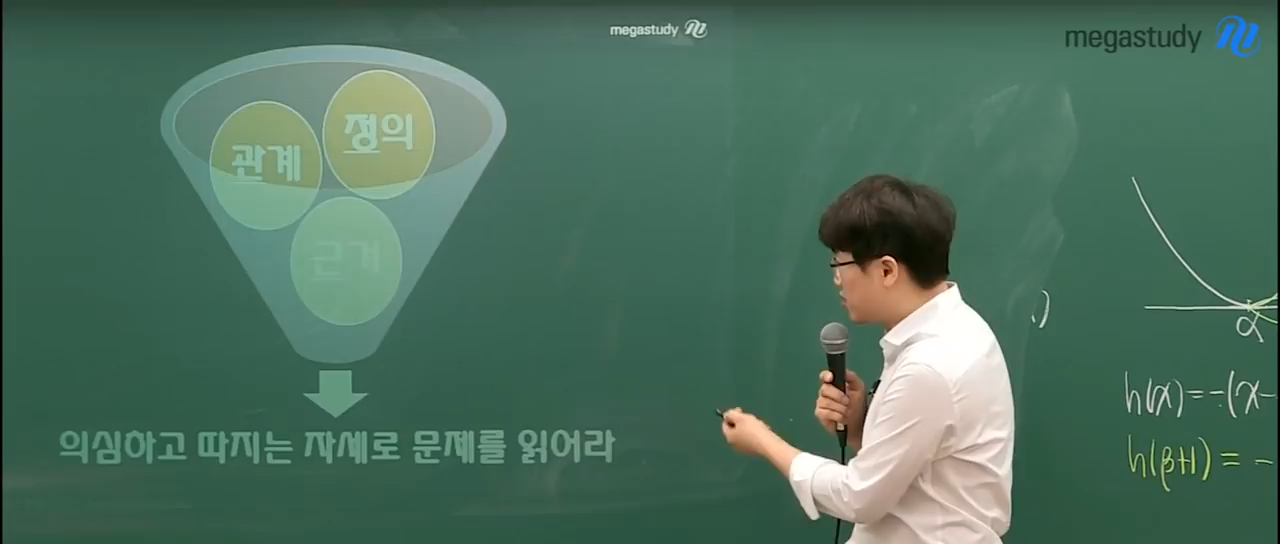 megastudy
megastudy
정의
관계
근거
의심하고 따지는 자세로 문제를 읽어라
α
h(x)=-(x-
h(β+1) = -